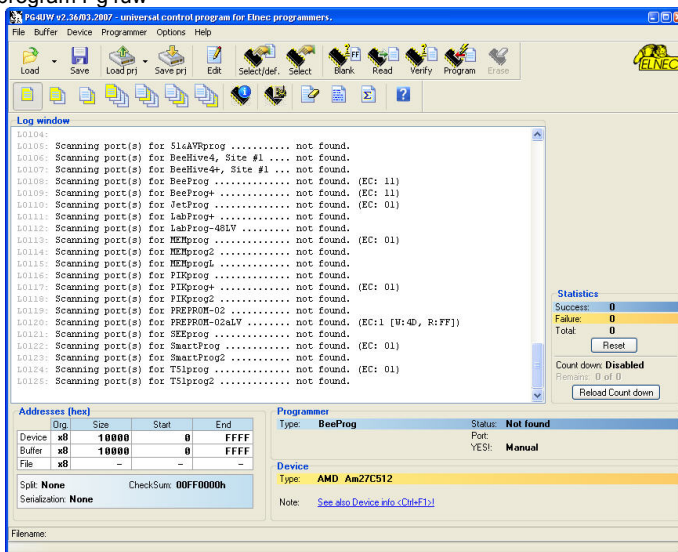 program Pg4uw
PG4UW v2.36/03.2007 - universal control program for Elnec programmers.
File Buffer Device Programmer Options Help
Load Save Load prj Save prj Edit Select/def. Select Blank Read Verify Program Erase
ELNEC
Log window
L0104:
L0105: Scanning port(s) for 51&AVRprog .......... not found.
L0106: Scanning port(s) for BeeHive4, Site #1 .... not found.
L0107: Scanning port(s) for BeeHive4+, Site #1 ... not found.
L0108: Scanning port(s) for BeeProg ............. not found. (EC: 11)
L0109: Scanning port(s) for BeeProg+ ............ not found. (EC: 11)
L0110: Scanning port(s) for JetProg ............. not found. (EC: 01)
L0111: Scanning port(s) for LabProg+ ............ not found.
L0112: Scanning port(s) for LabProg-48LV ........ not found.
L0113: Scanning port(s) for MEMprog ............. not found. (EC: 01)
L0114: Scanning port(s) for MEMprog2 ............ not found.
L0115: Scanning port(s) for MEMprogL ............ not found.
L0116: Scanning port(s) for PIKprog ............. not found.
L0117: Scanning port(s) for PIKprog+ ............ not found. (EC: 01)
L0118: Scanning port(s) for PIKprog2 ............ not found.
L0119: Scanning port(s) for PREPROM-02 .......... not found.
L0120: Scanning port(s) for PREPROM-02aLV ....... not found. (EC:1 [W:4D, R:FF])
L0121: Scanning port(s) for SEEprog ............. not found.
L0122: Scanning port(s) for SmartProg ........... not found. (EC: 01)
L0123: Scanning port(s) for SmartProg2 .......... not found.
L0124: Scanning port(s) for T51prog ............. not found. (EC: 01)
L0125: Scanning port(s) for T51prog2 ............ not found.
Statistics
Success: 0
Failure: 0
Total: 0
Reset
Count down: Disabled
Remains: 0 of 0
Reload Count down
Addresses (hex)
Org. Size Start End
Device x8 10000 0 FFFF
Buffer x8 10000 0 FFFF
File x8 - - -
Split: None CheckSum: 00FF0000h
Serialization: None
Programmer
Type: BeeProg Status: Not found
Port:
YES!: Manual
Device
Type: AMD Am27C512
Note: See also Device info <Ctrl+F1>!
Filename: